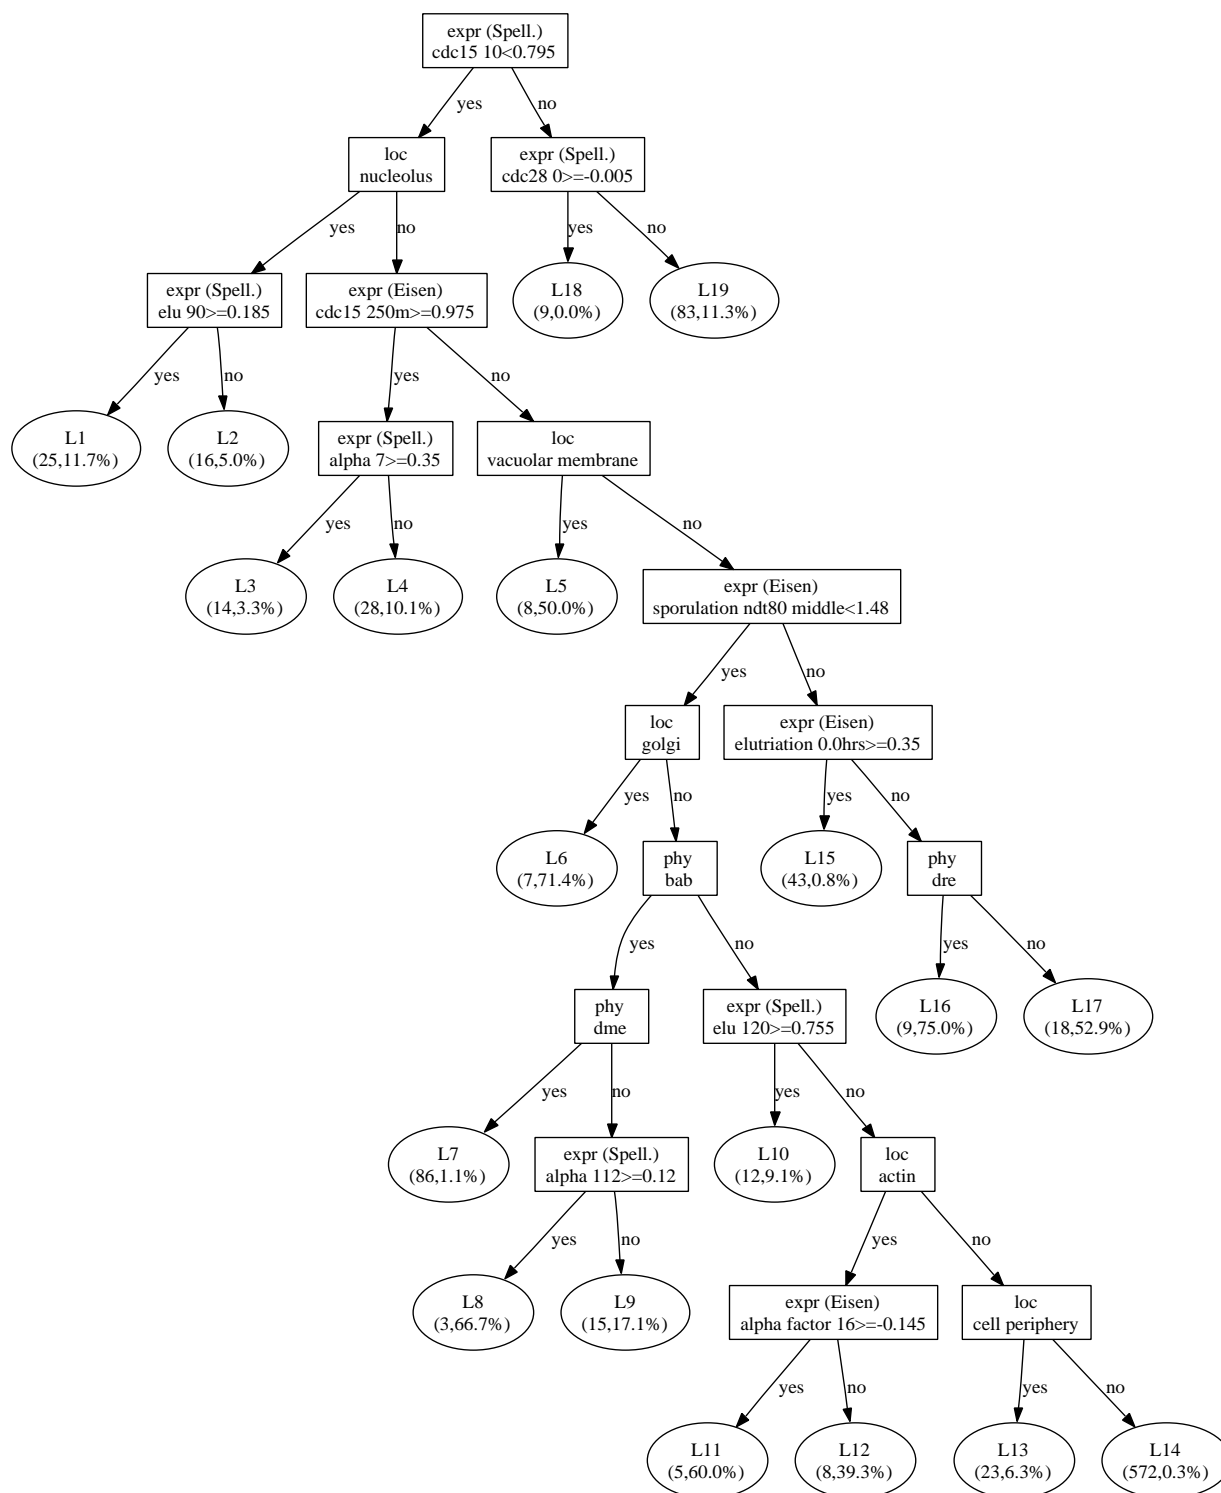 expr (Spell.)
cdc15 10<0.795
yes
no
loc
nucleolus
expr (Spell.)
cdc28 0>=-0.005
yes
no
yes
no
expr (Spell.)
elu 90>=0.185
expr (Eisen)
cdc15 250m>=0.975
L18
(9,0.0%)
L19
(83,11.3%)
yes
no
yes
no
L1
(25,11.7%)
L2
(16,5.0%)
expr (Spell.)
alpha 7>=0.35
loc
vacuolar membrane
yes
no
yes
no
L3
(14,3.3%)
L4
(28,10.1%)
L5
(8,50.0%)
expr (Eisen)
sporulation ndt80 middle<1.48
yes
no
loc
golgi
expr (Eisen)
elutriation 0.0hrs>=0.35
yes
no
yes
no
L6
(7,71.4%)
phy
bab
L15
(43,0.8%)
phy
dre
yes
no
yes
no
phy
dme
expr (Spell.)
elu 120>=0.755
L16
(9,75.0%)
L17
(18,52.9%)
yes
no
yes
no
L7
(86,1.1%)
expr (Spell.)
alpha 112>=0.12
L10
(12,9.1%)
loc
actin
yes
no
yes
no
L8
(3,66.7%)
L9
(15,17.1%)
expr (Eisen)
alpha factor 16>=-0.145
loc
cell periphery
yes
no
yes
no
L11
(5,60.0%)
L12
(8,39.3%)
L13
(23,6.3%)
L14
(572,0.3%)